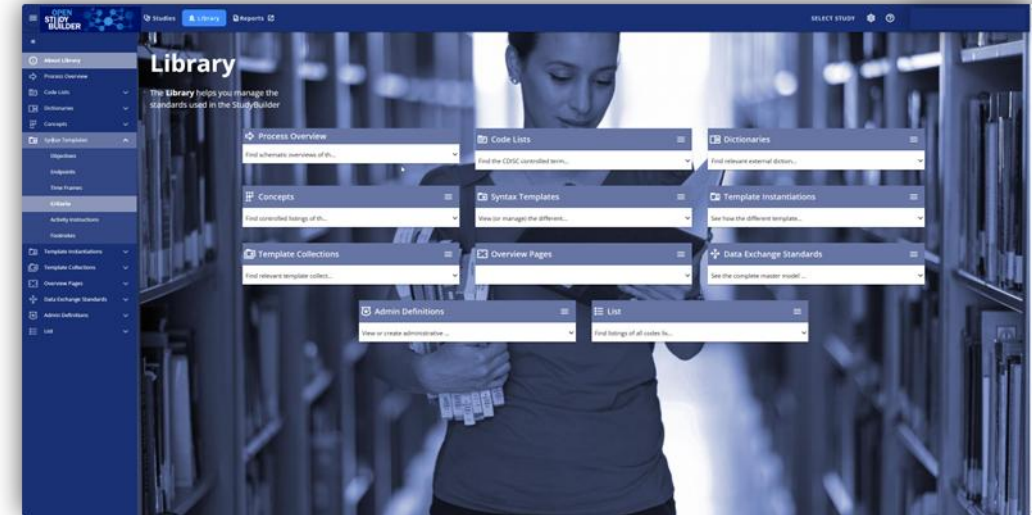 OPEN
STUDY
BUILDER
Studies
Library
Reports
SELECT STUDY
About Library
Process Overview
Code Lists
Dictionaries
Concepts
Syntax Templates
Objectives
Endpoints
Time Frames
Criteria
Activity Instructions
Footnotes
Template Instantiations
Template Collections
Overview Pages
Data Exchange Standards
Admin Definitions
List
Library
The Library helps you manage the
standards used in the StudyBuilder
Process Overview
Find schematic overviews of th...
Code Lists
Find the CDISC controlled term...
Dictionaries
Find relevant external diction...
Concepts
Find controlled listings of th...
Syntax Templates
View (or manage) the different...
Template Instantiations
See how the different template...
Template Collections
Find relevant template collect...
Overview Pages
Data Exchange Standards
See the complete master model ...
Admin Definitions
View or create administrative ...
List
Find listings of all codes lis...